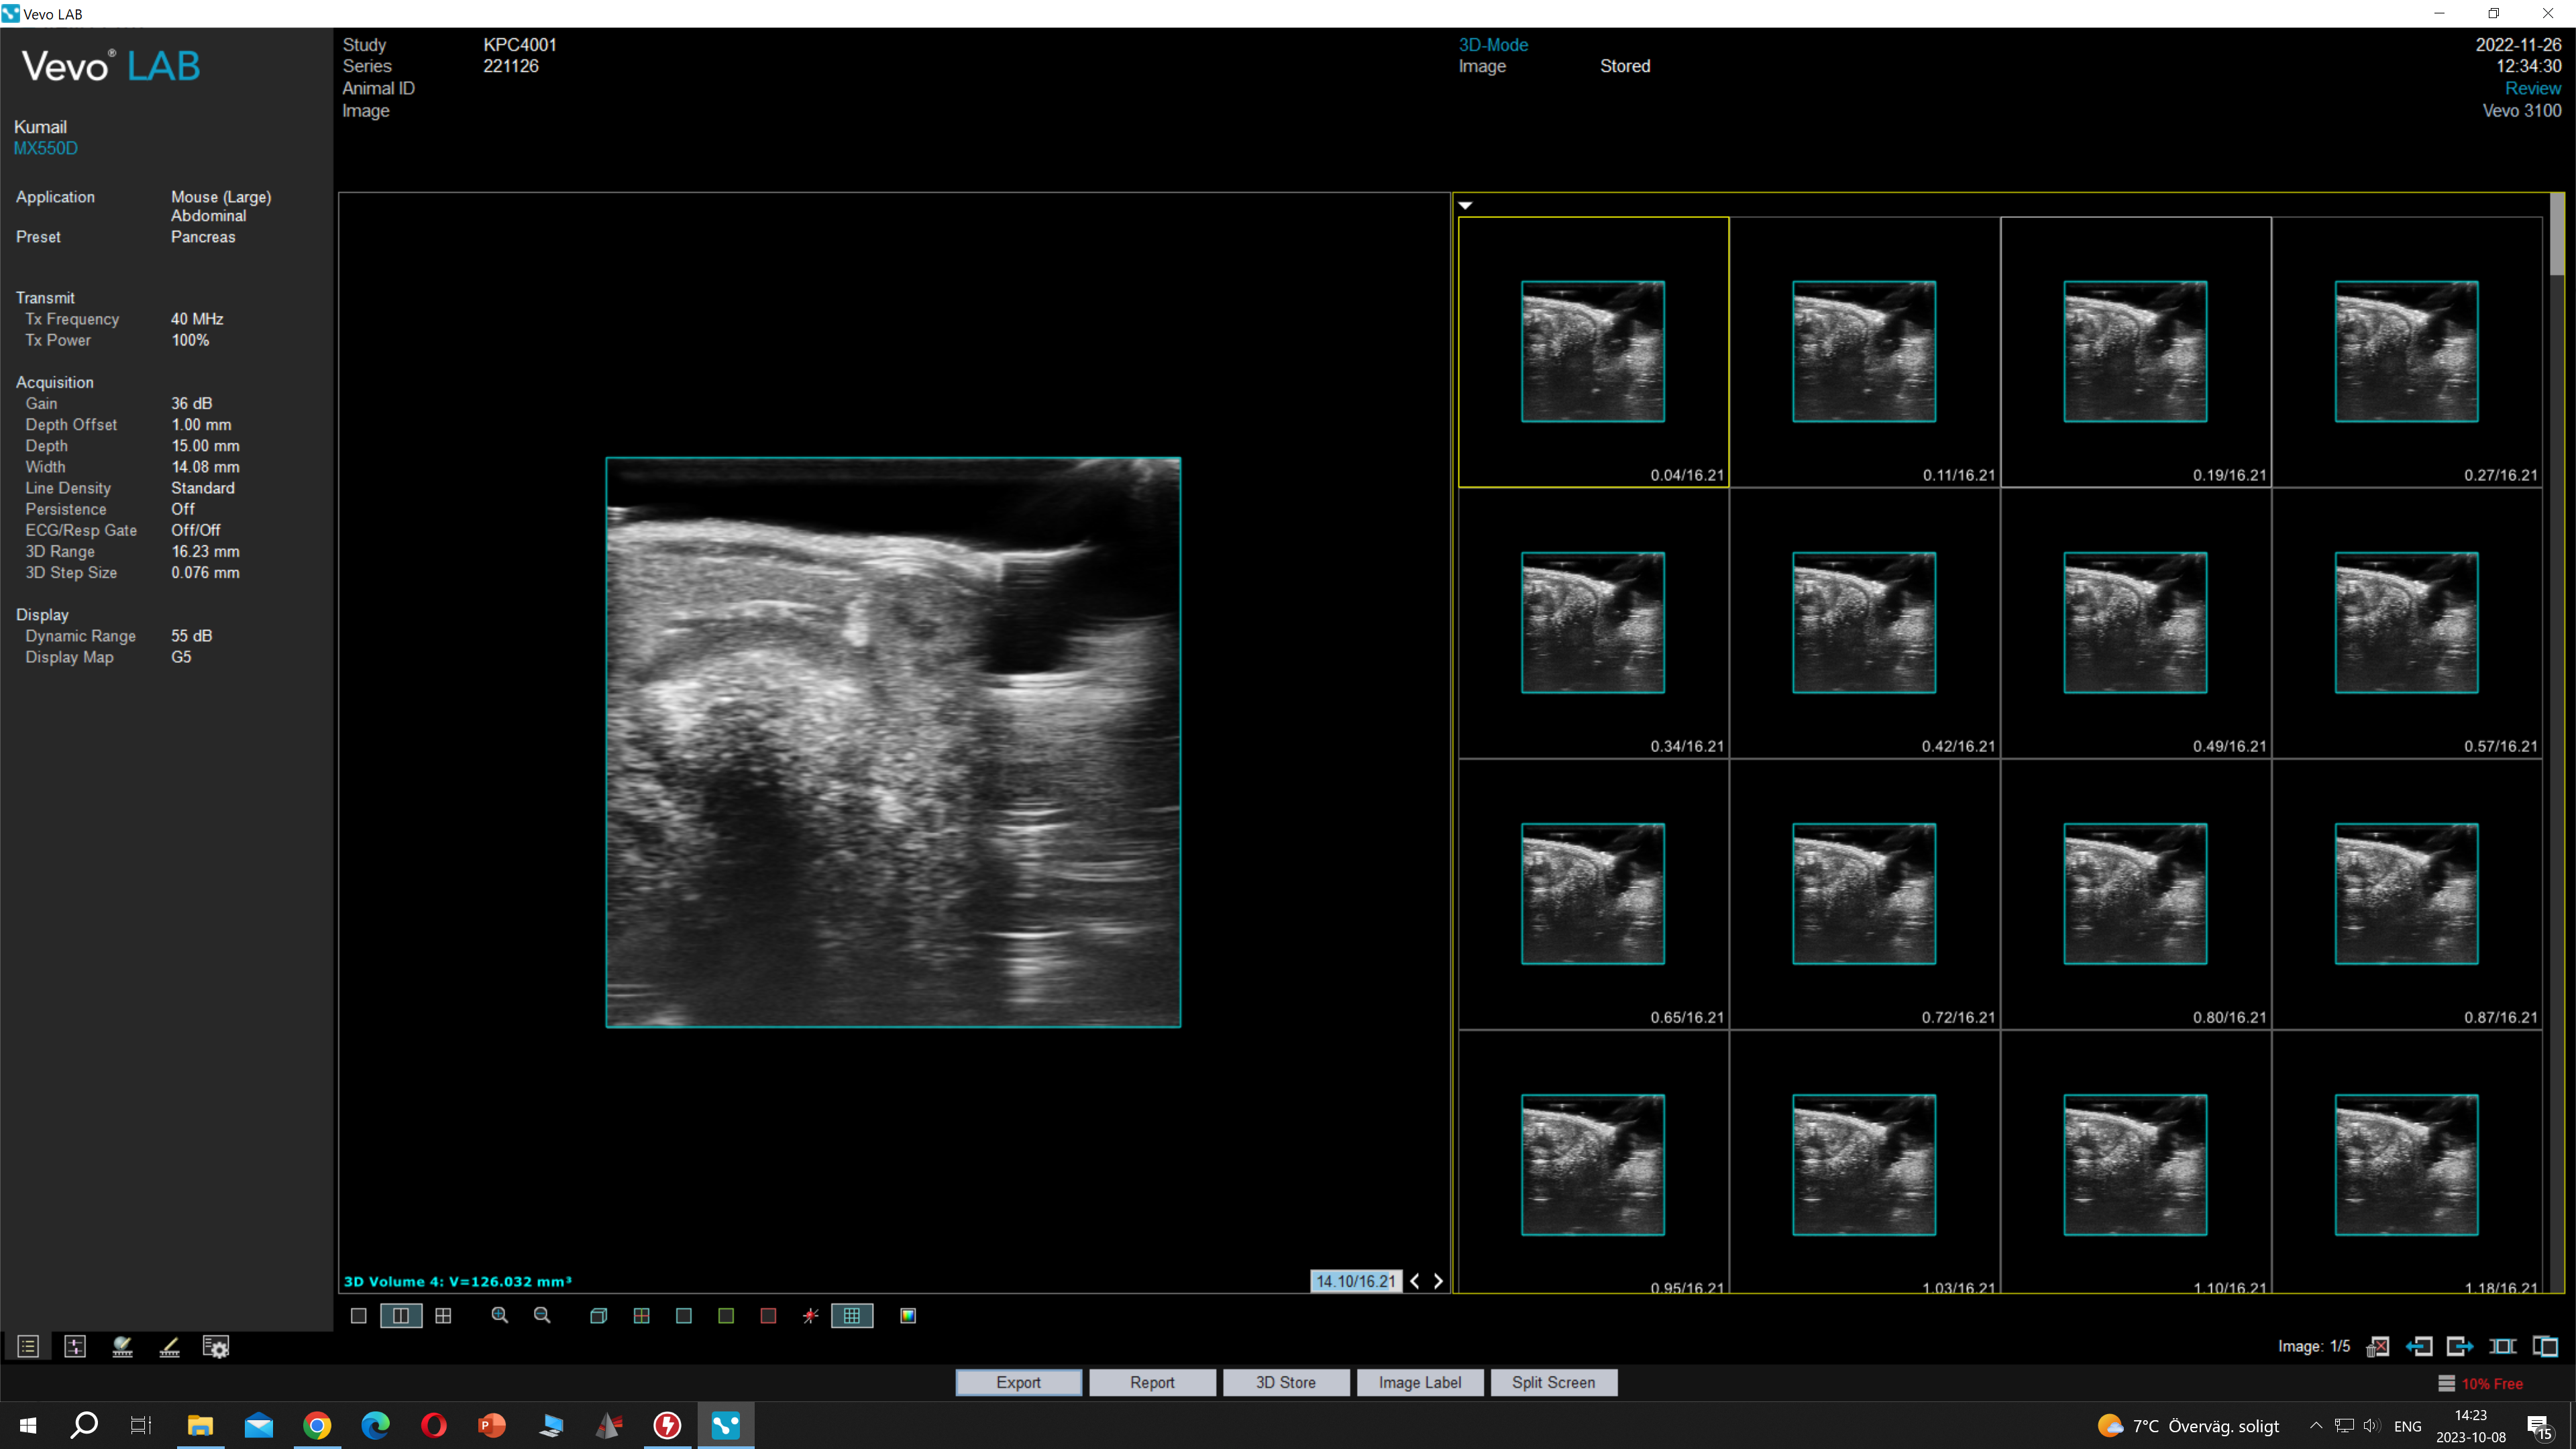 Vevo LAB
Vevo® LAB
Kumail
MX550D
Application Mouse (Large)
Abdominal
Preset Pancreas
Transmit
Tx Frequency 40 MHz
Tx Power 100%
Acquisition
Gain 36 dB
Depth Offset 1.00 mm
Depth 15.00 mm
Width 14.08 mm
Line Density Standard
Persistence Off
ECG/Resp Gate Off/Off
3D Range 16.23 mm
3D Step Size 0.076 mm
Display
Dynamic Range 55 dB
Display Map G5
Study KPC4001
Series 221126
Animal ID
Image
3D-Mode
Image Stored
2022-11-26
12:34:30
Review
Vevo 3100
0.04/16.21 0.11/16.21 0.19/16.21 0.27/16.21
0.34/16.21 0.42/16.21 0.49/16.21 0.57/16.21
0.65/16.21 0.72/16.21 0.80/16.21 0.87/16.21
0.95/16.21 1.03/16.21 1.10/16.21 1.18/16.21
3D Volume 4: V=126.032 mm³
14.10/16.21
Image: 1/5
Export Report 3D Store Image Label Split Screen
10% Free
7°C Överväg. soligt
ENG
14:23
2023-10-08
15